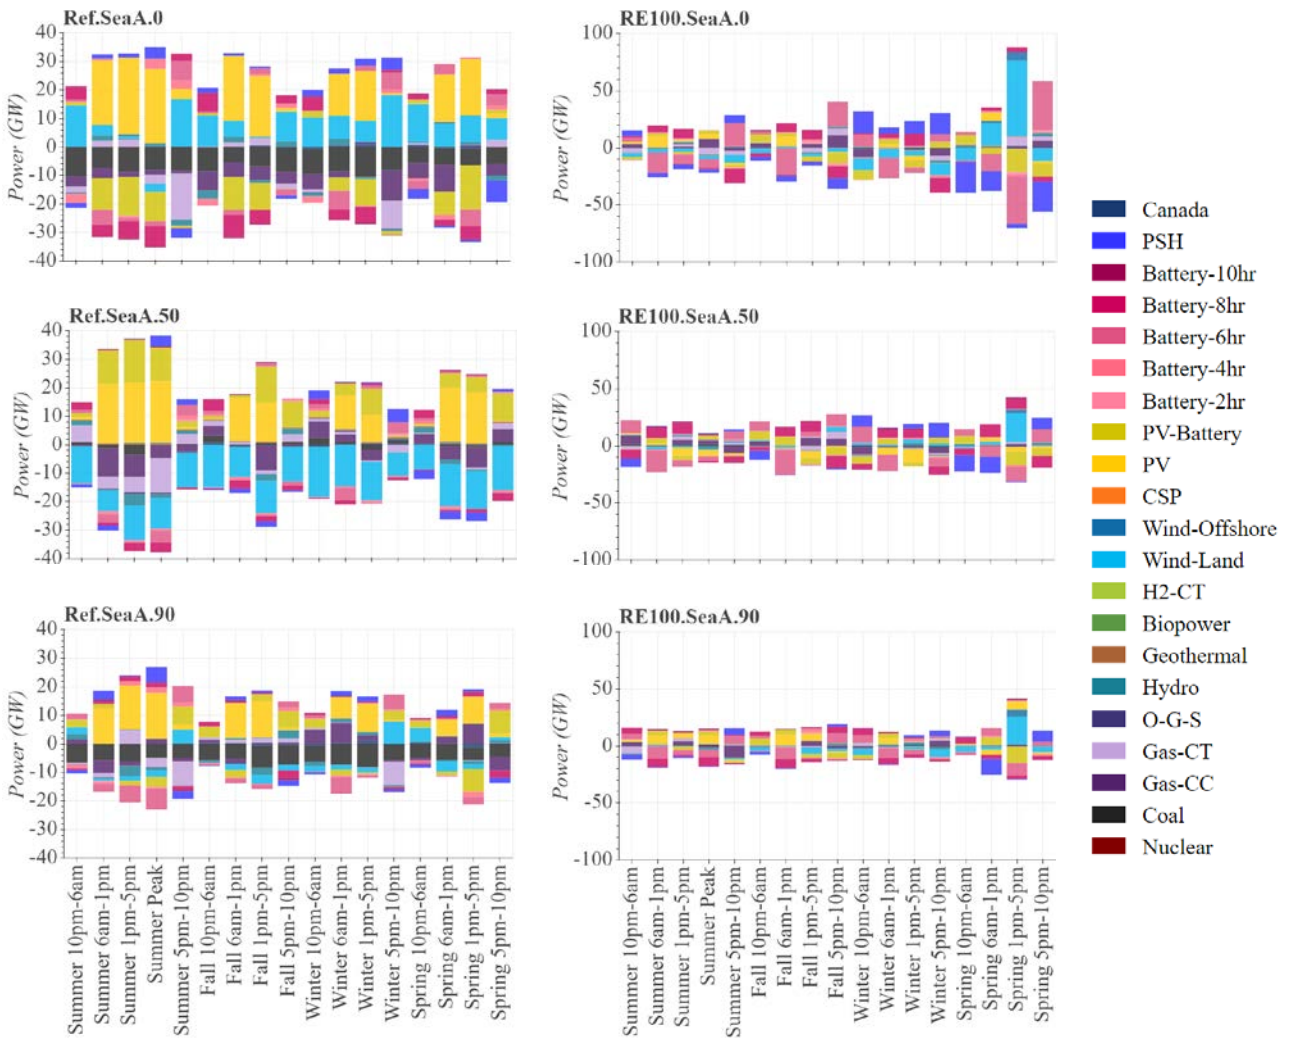 Ref.SeaA.0
Power (GW)
40
30
20
10
0
-10
-20
-30
-40
RE100.SeaA.0
Power (GW)
100
50
0
-50
-100
Ref.SeaA.50
Power (GW)
40
30
20
10
0
-10
-20
-30
-40
RE100.SeaA.50
Power (GW)
100
50
0
-50
-100
Ref.SeaA.90
Power (GW)
40
30
20
10
0
-10
-20
-30
-40
Summer 10pm-6am
Summer 6am-1pm
Summer 1pm-5pm
Summer Peak
Summer 5pm-10pm
Fall 10pm-6am
Fall 6am-1pm
Fall 1pm-5pm
Fall 5pm-10pm
Winter 10pm-6am
Winter 6am-1pm
Winter 1pm-5pm
Winter 5pm-10pm
Spring 10pm-6am
Spring 6am-1pm
Spring 1pm-5pm
Spring 5pm-10pm
RE100.SeaA.90
Power (GW)
100
50
0
-50
-100
Summer 10pm-6am
Summer 6am-1pm
Summer 1pm-5pm
Summer Peak
Summer 5pm-10pm
Fall 10pm-6am
Fall 6am-1pm
Fall 1pm-5pm
Fall 5pm-10pm
Winter 10pm-6am
Winter 6am-1pm
Winter 1pm-5pm
Winter 5pm-10pm
Spring 10pm-6am
Spring 6am-1pm
Spring 1pm-5pm
Spring 5pm-10pm
Canada
PSH
Battery-10hr
Battery-8hr
Battery-6hr
Battery-4hr
Battery-2hr
PV-Battery
PV
CSP
Wind-Offshore
Wind-Land
H2-CT
Biopower
Geothermal
Hydro
O-G-S
Gas-CT
Gas-CC
Coal
Nuclear